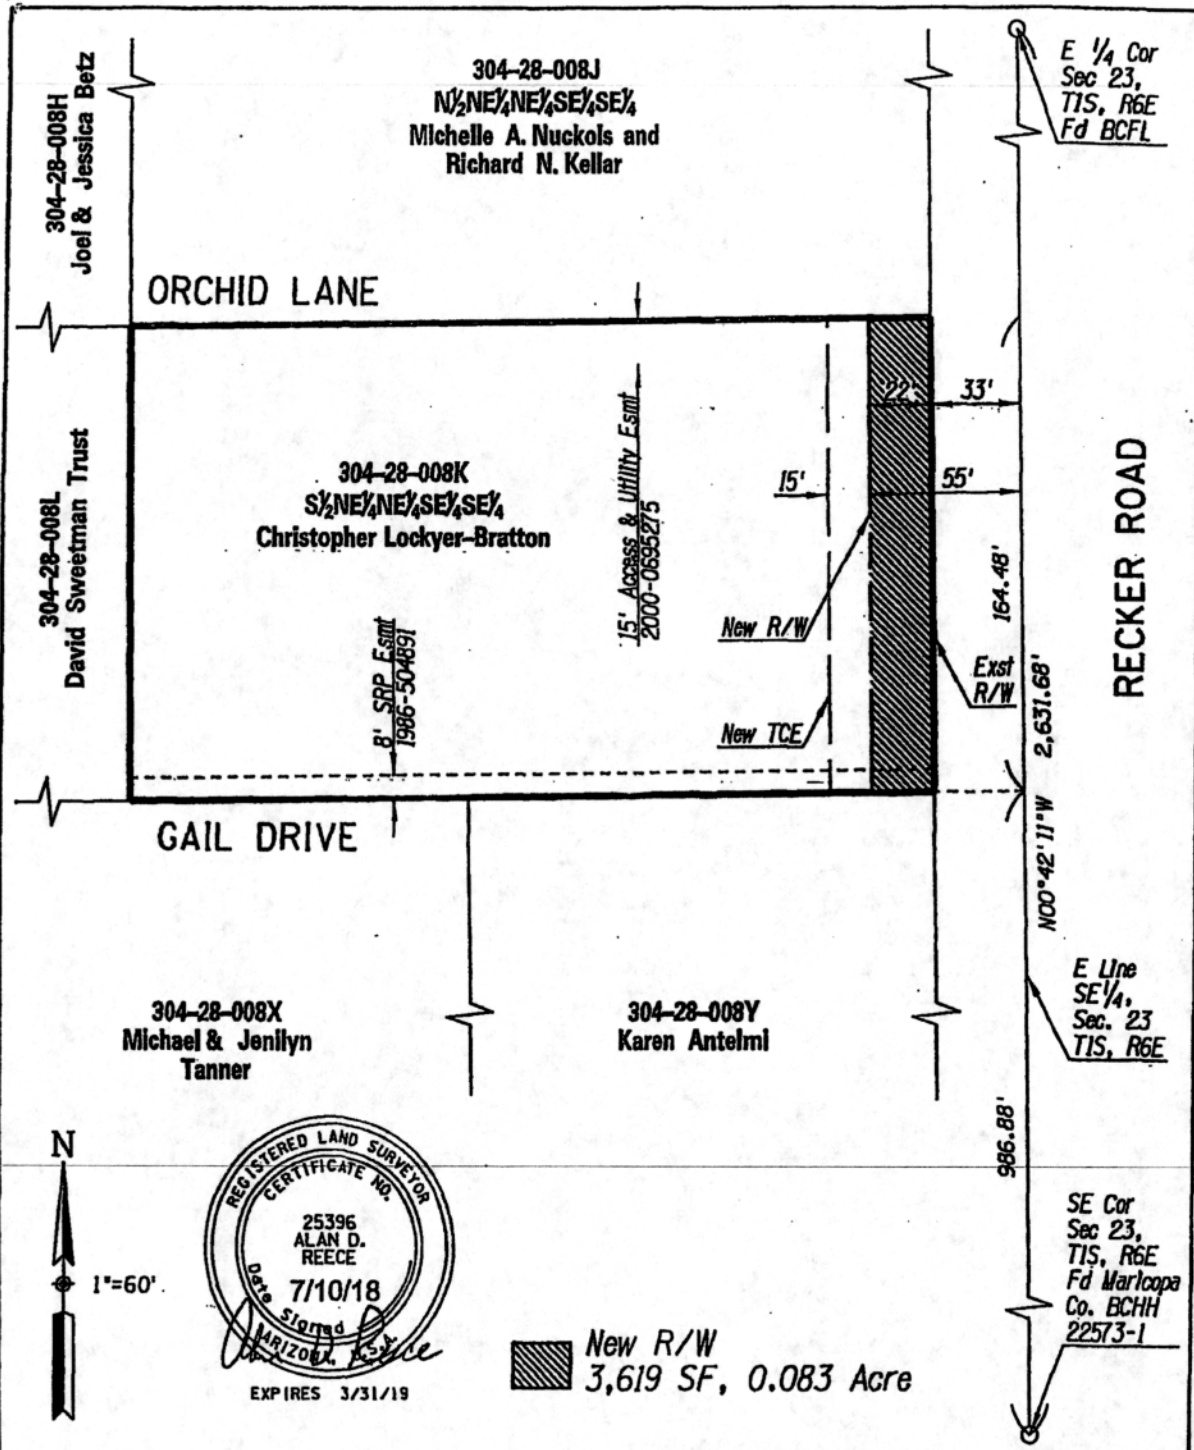 304-28-008J
N½NE¼NE¼SE¼SE¼
Michelle A. Nuckols and
Richard N. Kellar
E ¼ Cor
Sec 23,
T1S, R6E
Fd BCFL
304-28-008H
Joel & Jessica Betz
ORCHID LANE
304-28-008L
David Sweetman Trust
304-28-008K
S½NE¼NE¼SE¼SE¼
Christopher Lockyer-Bratton
15' Access & Utility Esmt
2000-0695275
8' SRP Esmt
1986-504891
22'
33'
15'
55'
164.48'
New R/W
New TCE
Exst
R/W
RECKER ROAD
N00°42'11"W 2,631.68'
GAIL DRIVE
304-28-008X
Michael & Jenilyn
Tanner
304-28-008Y
Karen Antelmi
E Line
SE¼,
Sec. 23
T1S, R6E
986.88'
SE Cor
Sec 23,
T1S, R6E
Fd Maricopa
Co. BCHH
22573-1
N
1"=60'
REGISTERED LAND SURVEYOR
CERTIFICATE NO.
25396
ALAN D.
REECE
7/10/18
Date Signed
ARIZONA, U.S.A.
EXPIRES 3/31/19
New R/W
3,619 SF, 0.083 Acre